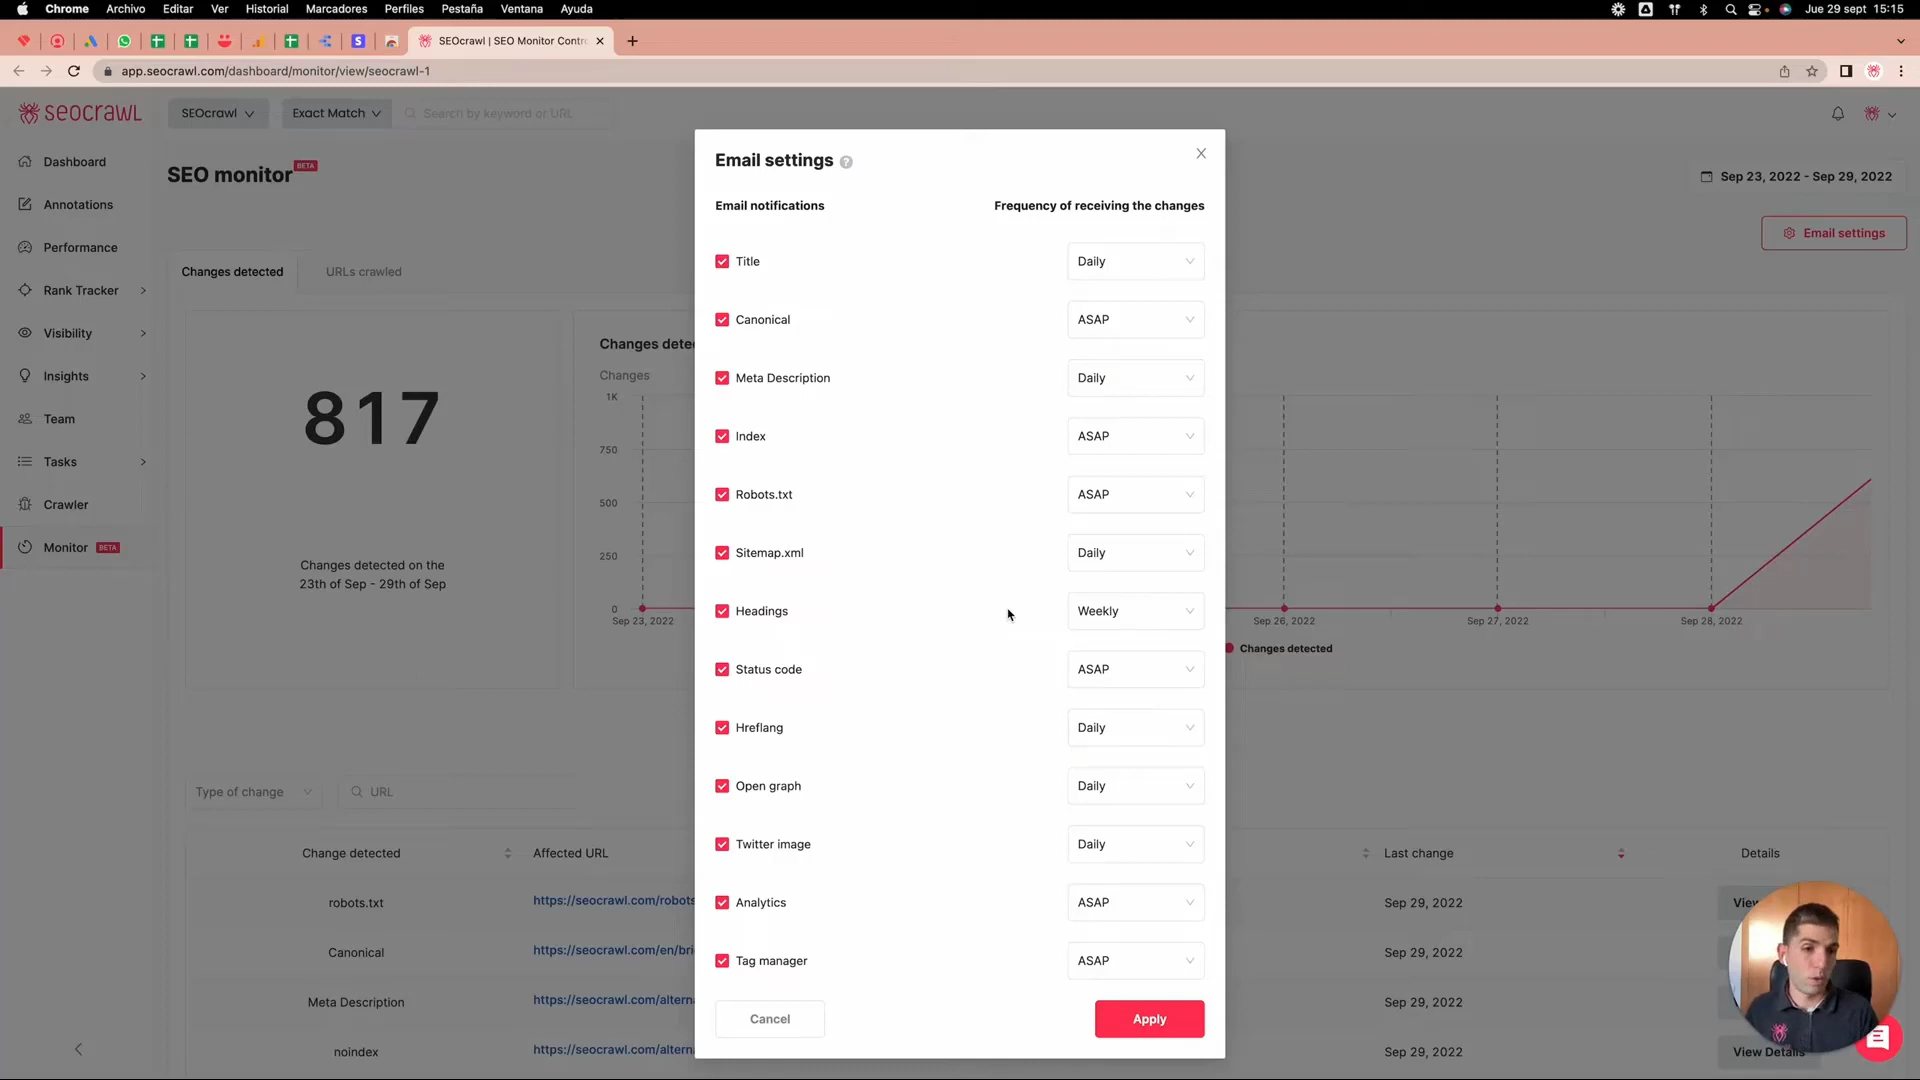 Chrome Archivo Editar Ver Historial Marcadores Perfiles Pestaña Ventana Ayuda Jue 29 sept 15:15
SEOcrawl | SEO Monitor Contr
app.seocrawl.com/dashboard/monitor/view/seocrawl-1
seocrawl SEOcrawl Exact Match Search by keyword or URL
Dashboard
Annotations
Performance
Rank Tracker
Visibility
Insights
Team
Tasks
Crawler
Monitor BETA
SEO monitor BETA
Sep 23, 2022 - Sep 29, 2022
Email settings
Changes detected URLs crawled
817
Changes detected on the
23th of Sep - 29th of Sep
Changes dete
Changes
1K
750
500
250
0
Sep 23, 2022 Sep 26, 2022 Sep 27, 2022 Sep 28, 2022
Changes detected
Type of change URL
Change detected Affected URL Last change Details
robots.txt https://seocrawl.com/robots Sep 29, 2022 View
Canonical https://seocrawl.com/en/bri Sep 29, 2022
Meta Description https://seocrawl.com/altern Sep 29, 2022
noindex https://seocrawl.com/altern Sep 29, 2022 View Details
Email settings ?
Email notifications Frequency of receiving the changes
Title Daily
Canonical ASAP
Meta Description Daily
Index ASAP
Robots.txt ASAP
Sitemap.xml Daily
Headings Weekly
Status code ASAP
Hreflang Daily
Open graph Daily
Twitter image Daily
Analytics ASAP
Tag manager ASAP
Cancel Apply